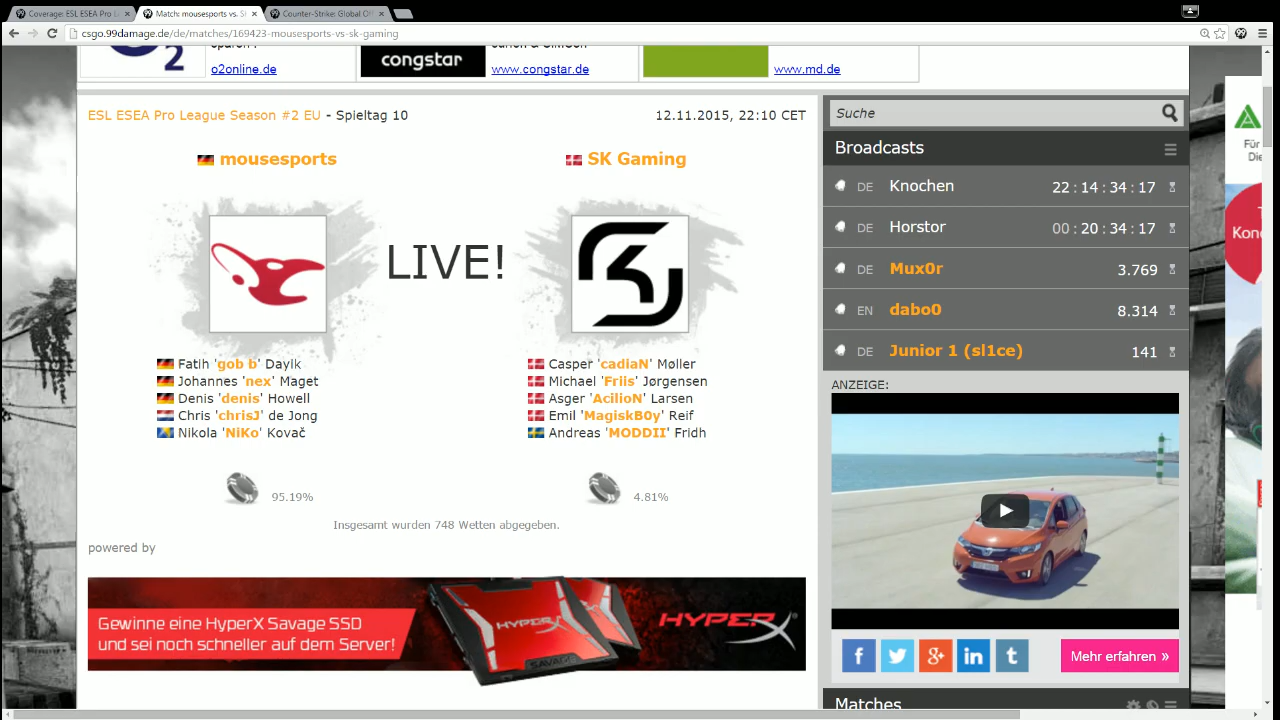 Coverage: ESL ESEA Pro L
Match: mousesports vs. S
Counter-Strike: Global Of
csgo.99damage.de/de/matches/169423-mousesports-vs-sk-gaming
O2
o2online.de
congstar
www.congstar.de
www.md.de
ESL ESEA Pro League Season #2 EU - Spieltag 10
12.11.2015, 22:10 CET
mousesports
SK Gaming
LIVE!
Fatih 'gob b' Dayik
Johannes 'nex' Maget
Denis 'denis' Howell
Chris 'chrisJ' de Jong
Nikola 'NiKo' Kovač
Casper 'cadiaN' Møller
Michael 'Friis' Jørgensen
Asger 'AcilioN' Larsen
Emil 'MagiskB0y' Reif
Andreas 'MODDII' Fridh
95.19%
4.81%
Insgesamt wurden 748 Wetten abgegeben.
powered by
Gewinne eine HyperX Savage SSD
und sei noch schneller auf dem Server!
HYPERX
SAVAGE
HYPERX
Suche
Broadcasts
DE Knochen 22:14:34:17
DE Horstor 00:20:34:17
DE Mux0r 3.769
EN dabo0 8.314
DE Junior 1 (sl1ce) 141
ANZEIGE:
Mehr erfahren »
Matches
Für
Kon